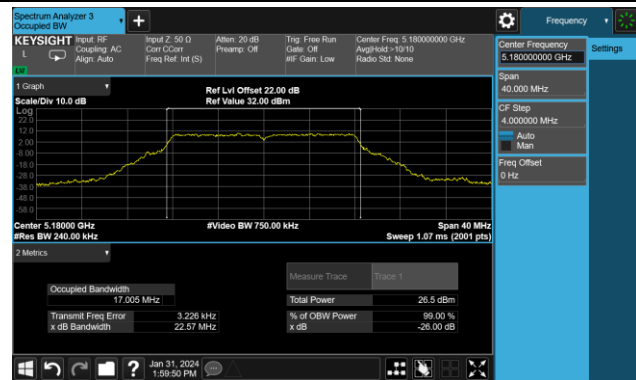 Spectrum Analyzer 3
Occupied BW
Frequency
KEYSIGHT
L
Input: RF
Coupling: AC
Align: Auto
Input Z: 50 Ω
Corr CCorr
Freq Ref: Int (S)
Atten: 20 dB
Preamp: Off
Trig: Free Run
Gate: Off
#IF Gain: Low
Center Freq: 5.180000000 GHz
Avg|Hold:>10/10
Radio Std: None
LW
Center Frequency
5.180000000 GHz
Settings
Span
40.000 MHz
CF Step
4.000000 MHz
Auto
Man
Freq Offset
0 Hz
1 Graph
Scale/Div 10.0 dB
Ref Lvl Offset 22.00 dB
Ref Value 32.00 dBm
Log
22.0
12.0
2.00
-8.00
-18.0
-28.0
-38.0
-48.0
-58.0
Center 5.18000 GHz
#Video BW 750.00 kHz
Span 40 MHz
#Res BW 240.00 kHz
Sweep 1.07 ms (2001 pts)
2 Metrics
Measure Trace
Trace 1
Occupied Bandwidth
17.005 MHz
Total Power
26.5 dBm
Transmit Freq Error
3.226 kHz
% of OBW Power
99.00 %
x dB Bandwidth
22.57 MHz
x dB
-26.00 dB
Jan 31, 2024
1:59:50 PM